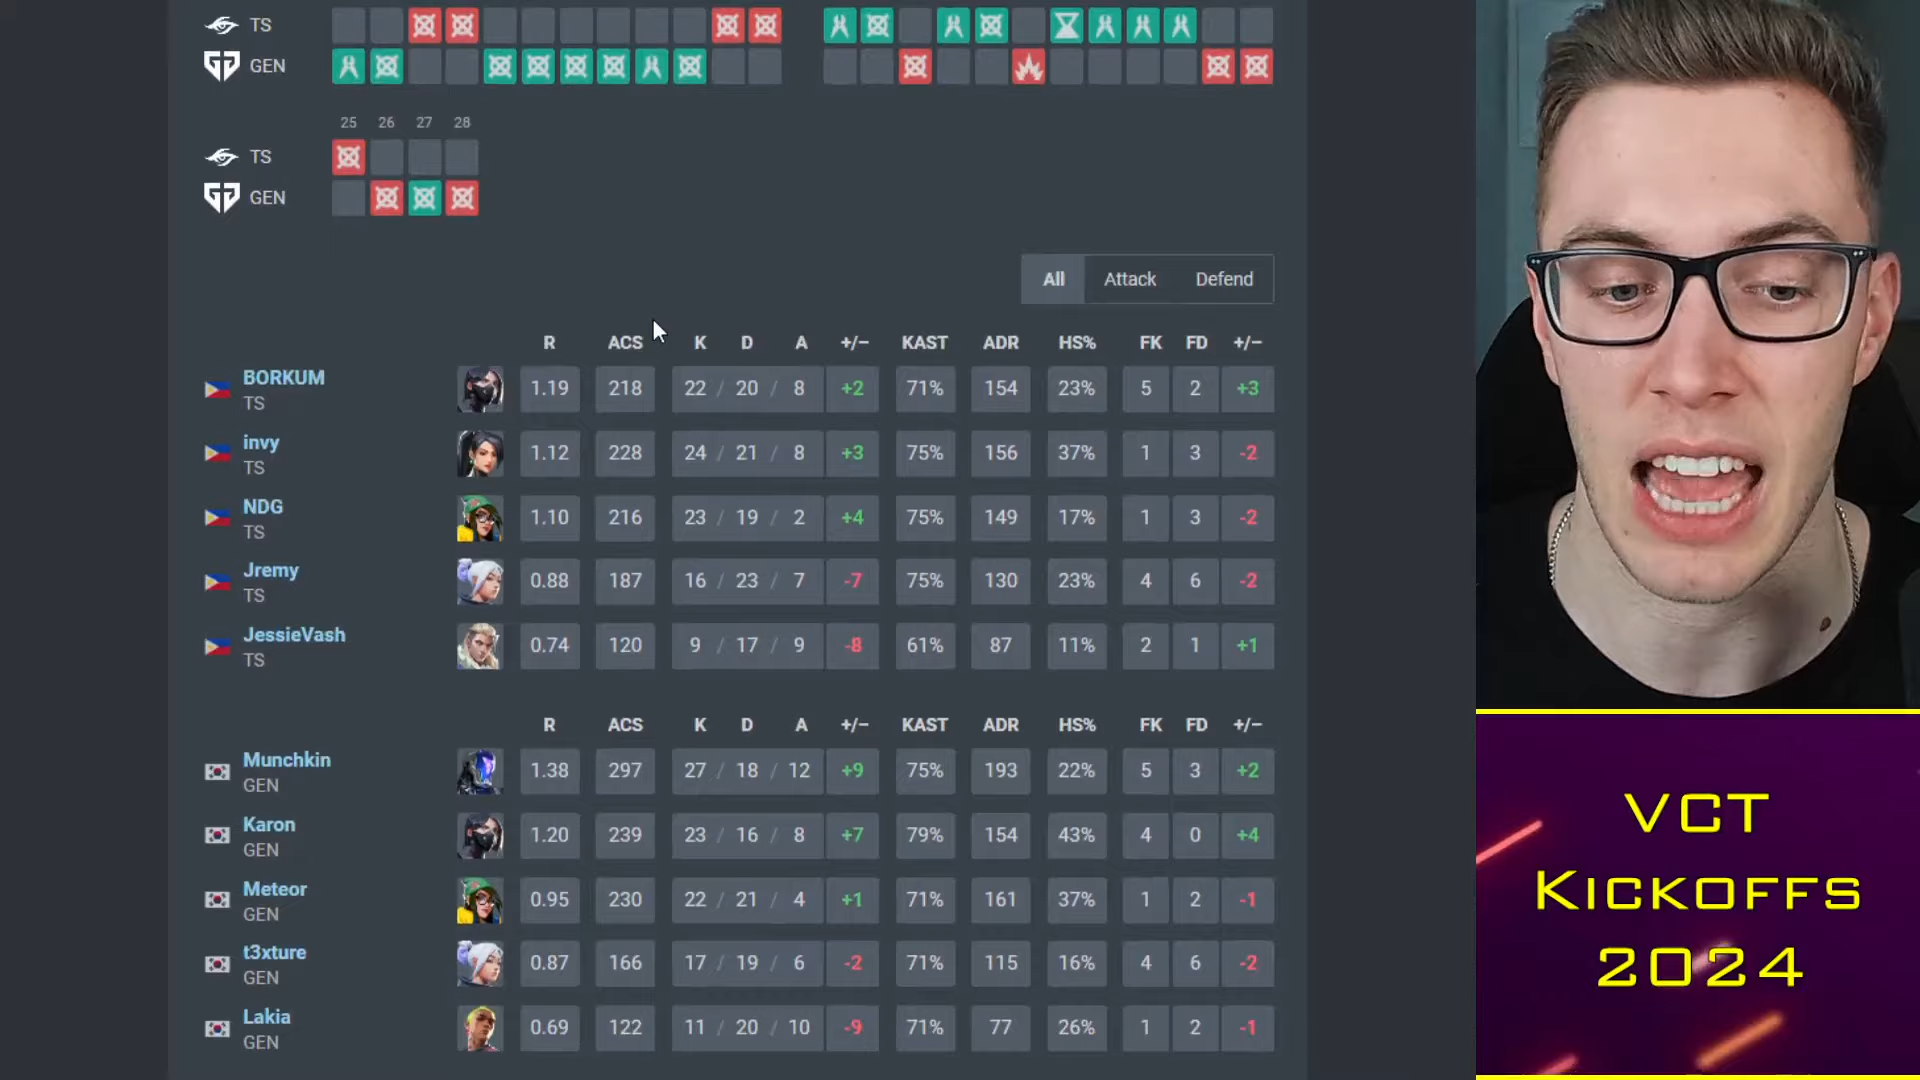 TS
GEN
25 26 27 28
TS
GEN
All Attack Defend
R ACS K D A +/– KAST ADR HS% FK FD +/–
BORKUM
TS
1.19 218 22 / 20 / 8 +2 71% 154 23% 5 2 +3
invy
TS
1.12 228 24 / 21 / 8 +3 75% 156 37% 1 3 -2
NDG
TS
1.10 216 23 / 19 / 2 +4 75% 149 17% 1 3 -2
Jremy
TS
0.88 187 16 / 23 / 7 -7 75% 130 23% 4 6 -2
JessieVash
TS
0.74 120 9 / 17 / 9 -8 61% 87 11% 2 1 +1
R ACS K D A +/– KAST ADR HS% FK FD +/–
Munchkin
GEN
1.38 297 27 / 18 / 12 +9 75% 193 22% 5 3 +2
Karon
GEN
1.20 239 23 / 16 / 8 +7 79% 154 43% 4 0 +4
Meteor
GEN
0.95 230 22 / 21 / 4 +1 71% 161 37% 1 2 -1
t3xture
GEN
0.87 166 17 / 19 / 6 -2 71% 115 16% 4 6 -2
Lakia
GEN
0.69 122 11 / 20 / 10 -9 71% 77 26% 1 2 -1
VCT
KICKOFFS
2024